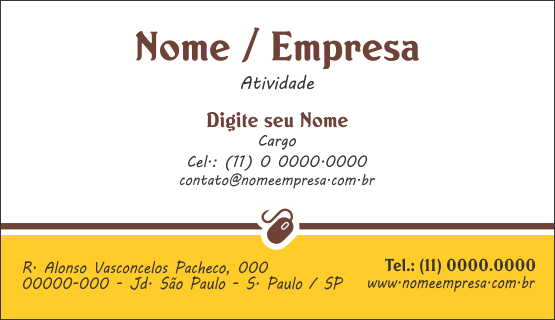 Nome / Empresa
Atividade
Digite seu Nome
Cargo
Cel.: (11) 0 0000.0000
contato@nomeempresa.com.br
R. Alonso Vasconcelos Pacheco, 000
00000-000 - Jd. São Paulo - S. Paulo / SP
Tel.: (11) 0000.0000
www.nomeempresa.com.br